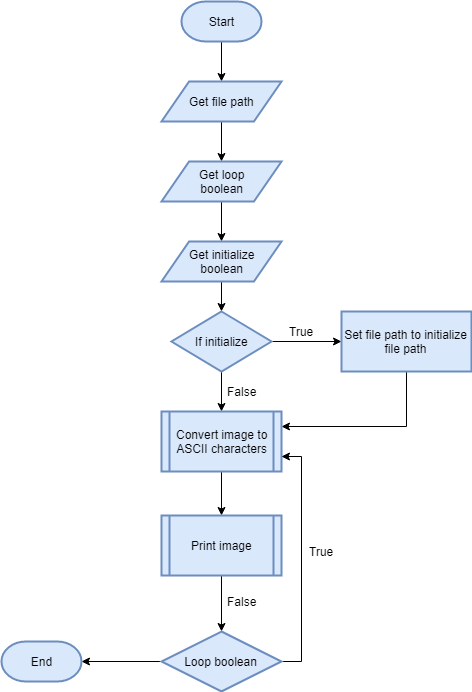 Start
Get file path
Get loop
boolean
Get initialize
boolean
If initialize
True
Set file path to initialize
file path
False
Convert image to
ASCII characters
Print image
True
False
Loop boolean
End